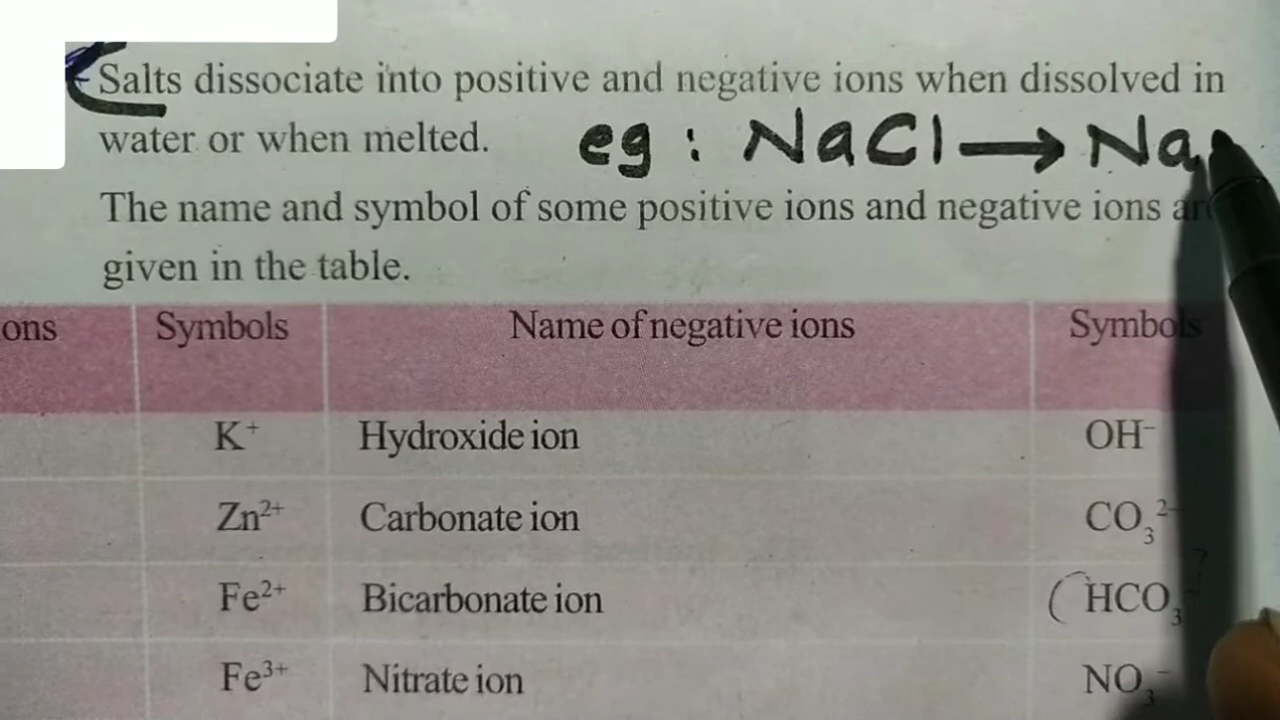 Salts dissociate into positive and negative ions when dissolved in
water or when melted. eg : NaCl → Na
The name and symbol of some positive ions and negative ions are
given in the table.
ons Symbols Name of negative ions Symbols
K⁺ Hydroxide ion OH⁻
Zn²⁺ Carbonate ion CO₃²⁻
Fe²⁺ Bicarbonate ion (HCO₃⁻
Fe³⁺ Nitrate ion NO₃⁻